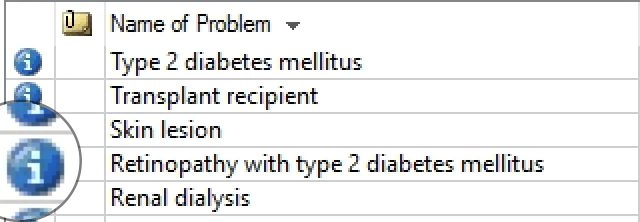 Name of Problem
Type 2 diabetes mellitus
Transplant recipient
Skin lesion
Retinopathy with type 2 diabetes mellitus
Renal dialysis